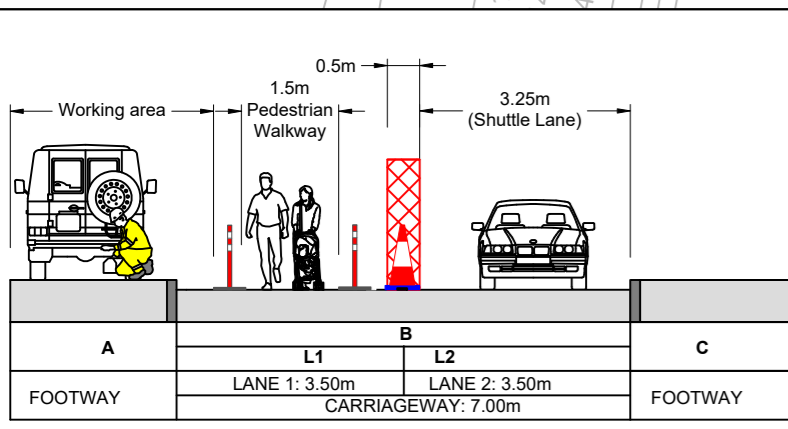 0.5m
1.5m
Pedestrian
Walkway
Working area
3.25m
(Shuttle Lane)
A
B
C
L1
L2
FOOTWAY
LANE 1: 3.50m
LANE 2: 3.50m
FOOTWAY
CARRIAGEWAY: 7.00m